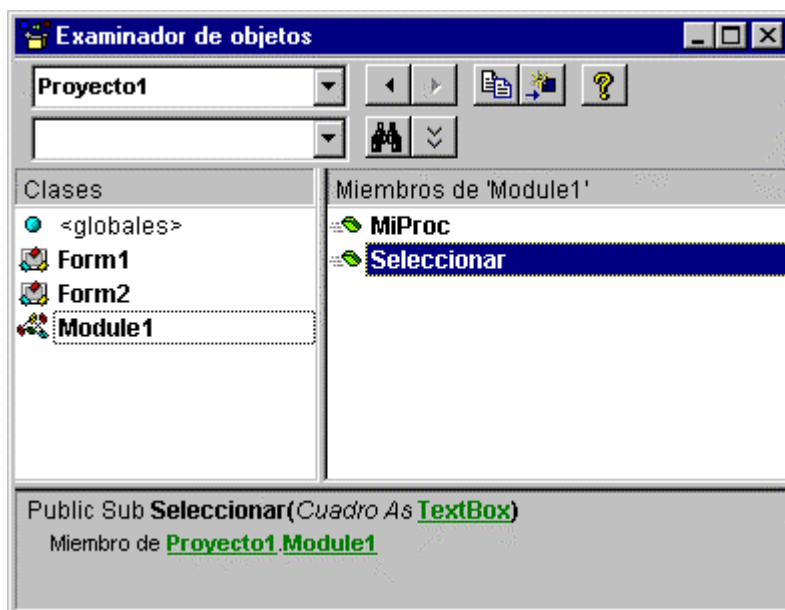 Examinador de objetos
Proyecto1
Clases
<globales>
Form1
Form2
Module1
Miembros de 'Module1'
MiProc
Seleccionar
Public Sub Seleccionar(Cuadro As TextBox)
Miembro de Proyecto1.Module1